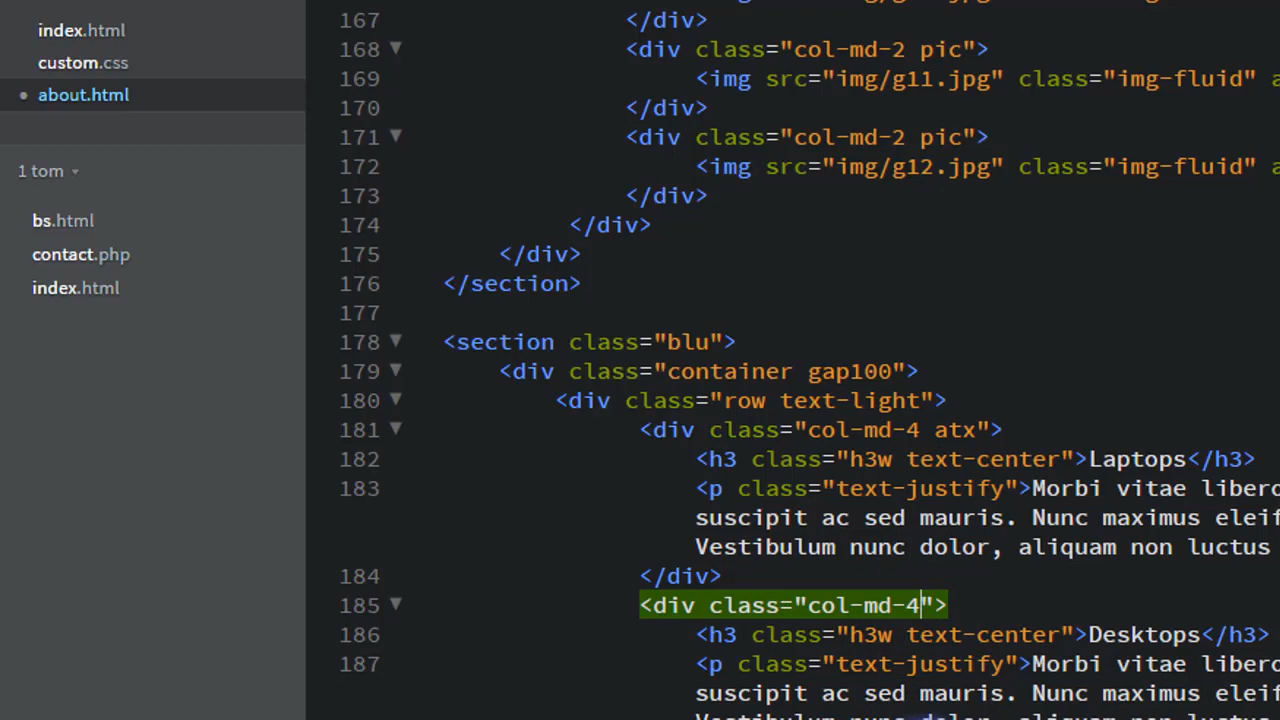 index.html
custom.css
about.html
1 tom
bs.html
contact.php
index.html
167 </div>
168 <div class="col-md-2 pic">
169 <img src="img/g11.jpg" class="img-fluid" a
170 </div>
171 <div class="col-md-2 pic">
172 <img src="img/g12.jpg" class="img-fluid" a
173 </div>
174 </div>
175 </div>
176 </section>
177
178 <section class="blu">
179 <div class="container gap100">
180 <div class="row text-light">
181 <div class="col-md-4 atx">
182 <h3 class="h3w text-center">Laptops</h3>
183 <p class="text-justify">Morbi vitae libero
suscipit ac sed mauris. Nunc maximus eleif
Vestibulum nunc dolor, aliquam non luctus
184 </div>
185 <div class="col-md-4">
186 <h3 class="h3w text-center">Desktops</h3>
187 <p class="text-justify">Morbi vitae libero
suscipit ac sed mauris. Nunc maximus eleif